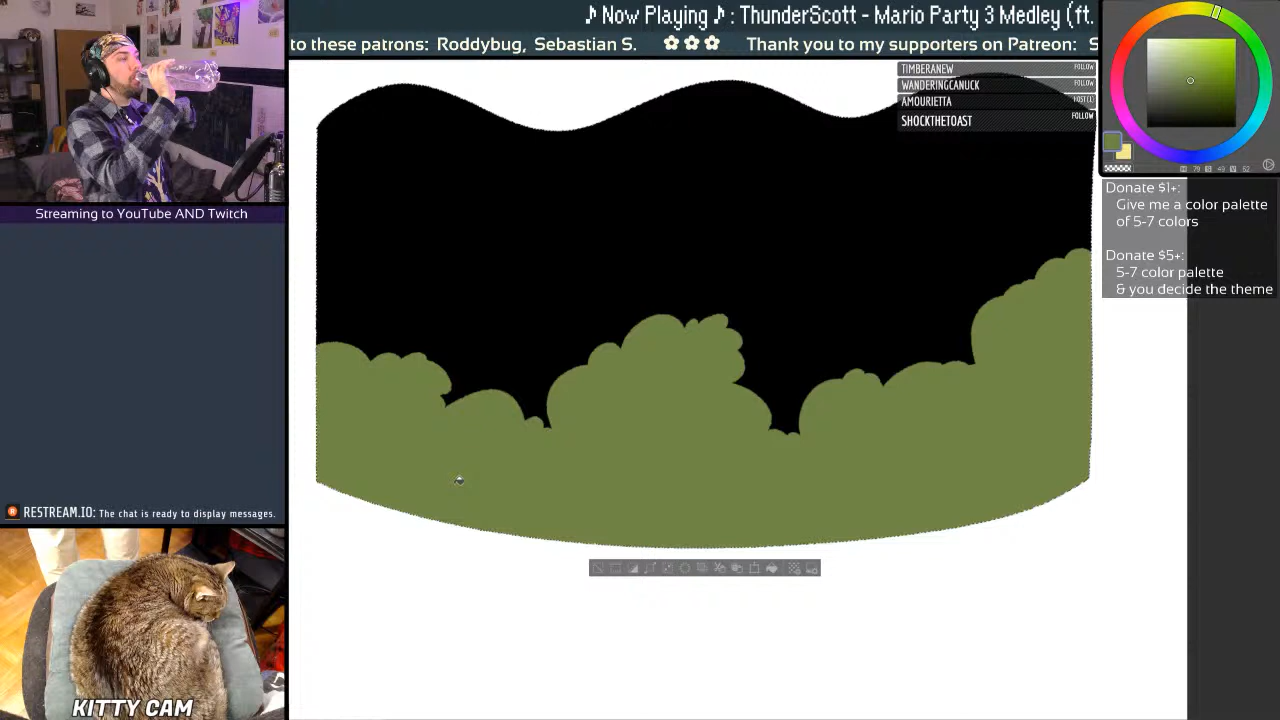 ♪ Now Playing ♪ : ThunderScott - Mario Party 3 Medley (ft.
to these patrons: Roddybug, Sebastian S. ✿✿✿ Thank you to my supporters on Patreon: S
TIMBERANEW FOLLOW
WANDERINGCANUCK FOLLOW
AMOURIETTA
SHOCKTHETOAST FOLLOW
Donate $1+:
Give me a color palette
of 5-7 colors
Donate $5+:
5-7 color palette
& you decide the theme
Streaming to YouTube AND Twitch
RESTREAM.IO: The chat is ready to display messages.
KITTY CAM